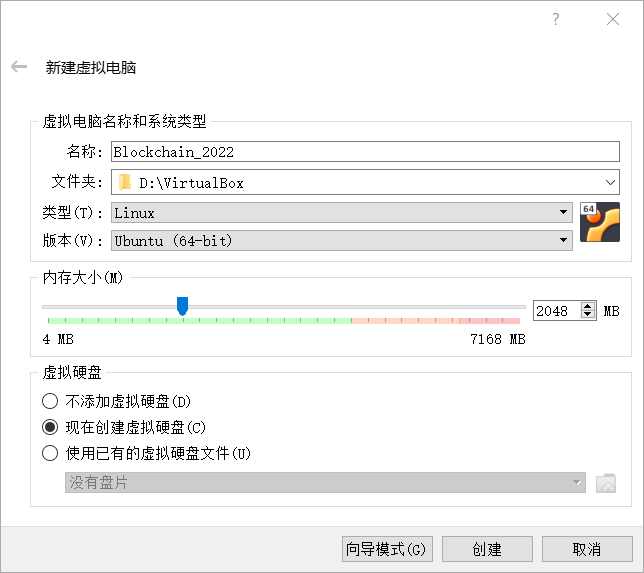 ?
新建虚拟电脑
虚拟电脑名称和系统类型
名称: Blockchain_2022
文件夹: D:\VirtualBox
类型(T): Linux
64
版本(V): Ubuntu (64-bit)
内存大小(M)
2048 MB
4 MB 7168 MB
虚拟硬盘
不添加虚拟硬盘(D)
现在创建虚拟硬盘(C)
使用已有的虚拟硬盘文件(U)
没有盘片
向导模式(G) 创建 取消